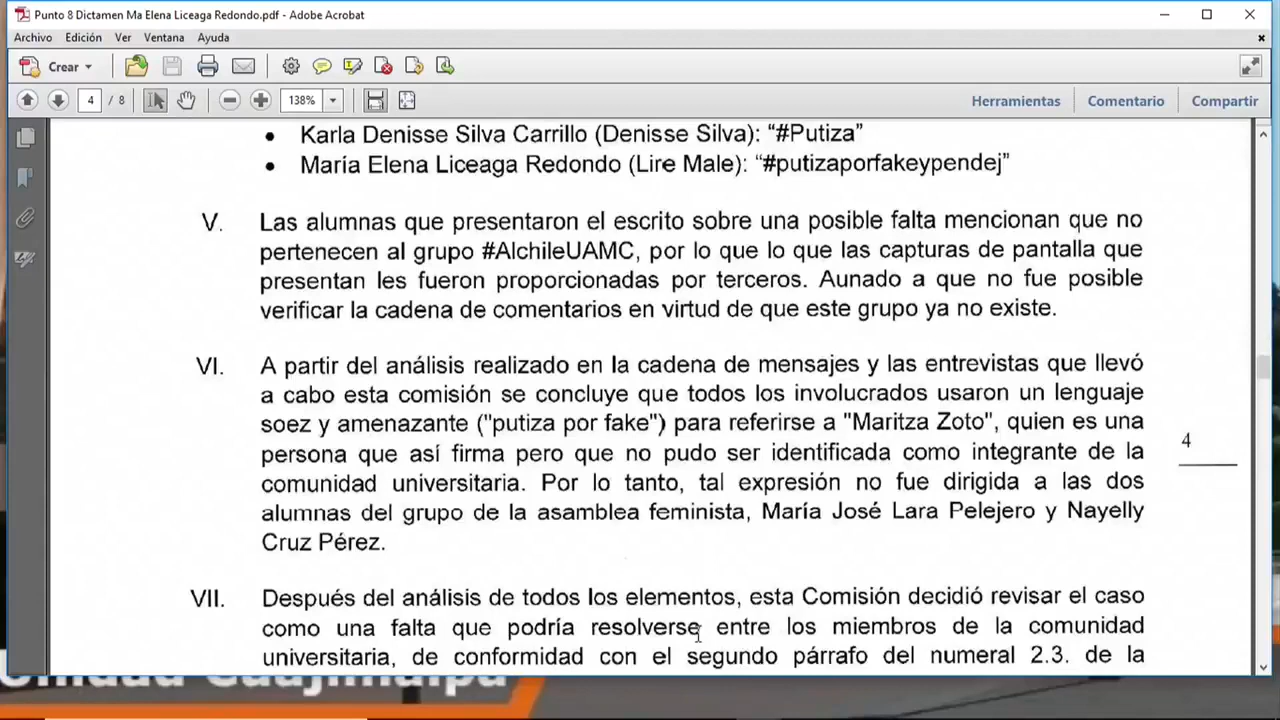 Punto 8 Dictamen Ma Elena Liceaga Redondo.pdf - Adobe Acrobat
Archivo Edición Ver Ventana Ayuda
Crear
4 / 8 138% Herramientas Comentario Compartir
• Karla Denisse Silva Carrillo (Denisse Silva): “#Putiza”
• María Elena Liceaga Redondo (Lire Male): “#putizaporfakeypendej”
V. Las alumnas que presentaron el escrito sobre una posible falta mencionan que no
pertenecen al grupo #AlchileUAMC, por lo que lo que las capturas de pantalla que
presentan les fueron proporcionadas por terceros. Aunado a que no fue posible
verificar la cadena de comentarios en virtud de que este grupo ya no existe.
VI. A partir del análisis realizado en la cadena de mensajes y las entrevistas que llevó
a cabo esta comisión se concluye que todos los involucrados usaron un lenguaje
soez y amenazante ("putiza por fake") para referirse a "Maritza Zoto", quien es una
persona que así firma pero que no pudo ser identificada como integrante de la
comunidad universitaria. Por lo tanto, tal expresión no fue dirigida a las dos
alumnas del grupo de la asamblea feminista, María José Lara Pelejero y Nayelly
Cruz Pérez.
4
VII. Después del análisis de todos los elementos, esta Comisión decidió revisar el caso
como una falta que podría resolverse entre los miembros de la comunidad
universitaria, de conformidad con el segundo párrafo del numeral 2.3. de la
Unidad Cuajimalpa